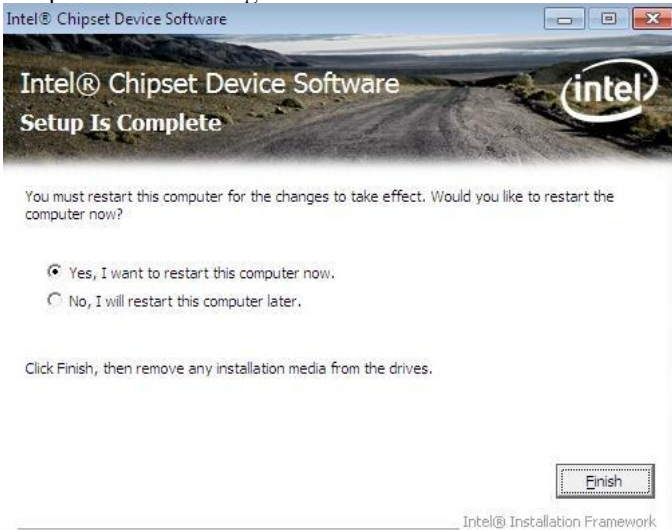 Intel® Chipset Device Software
Intel® Chipset Device Software
intel
Setup Is Complete
You must restart this computer for the changes to take effect. Would you like to restart the
computer now?
Yes, I want to restart this computer now.
No, I will restart this computer later.
Click Finish, then remove any installation media from the drives.
Finish
Intel® Installation Framework